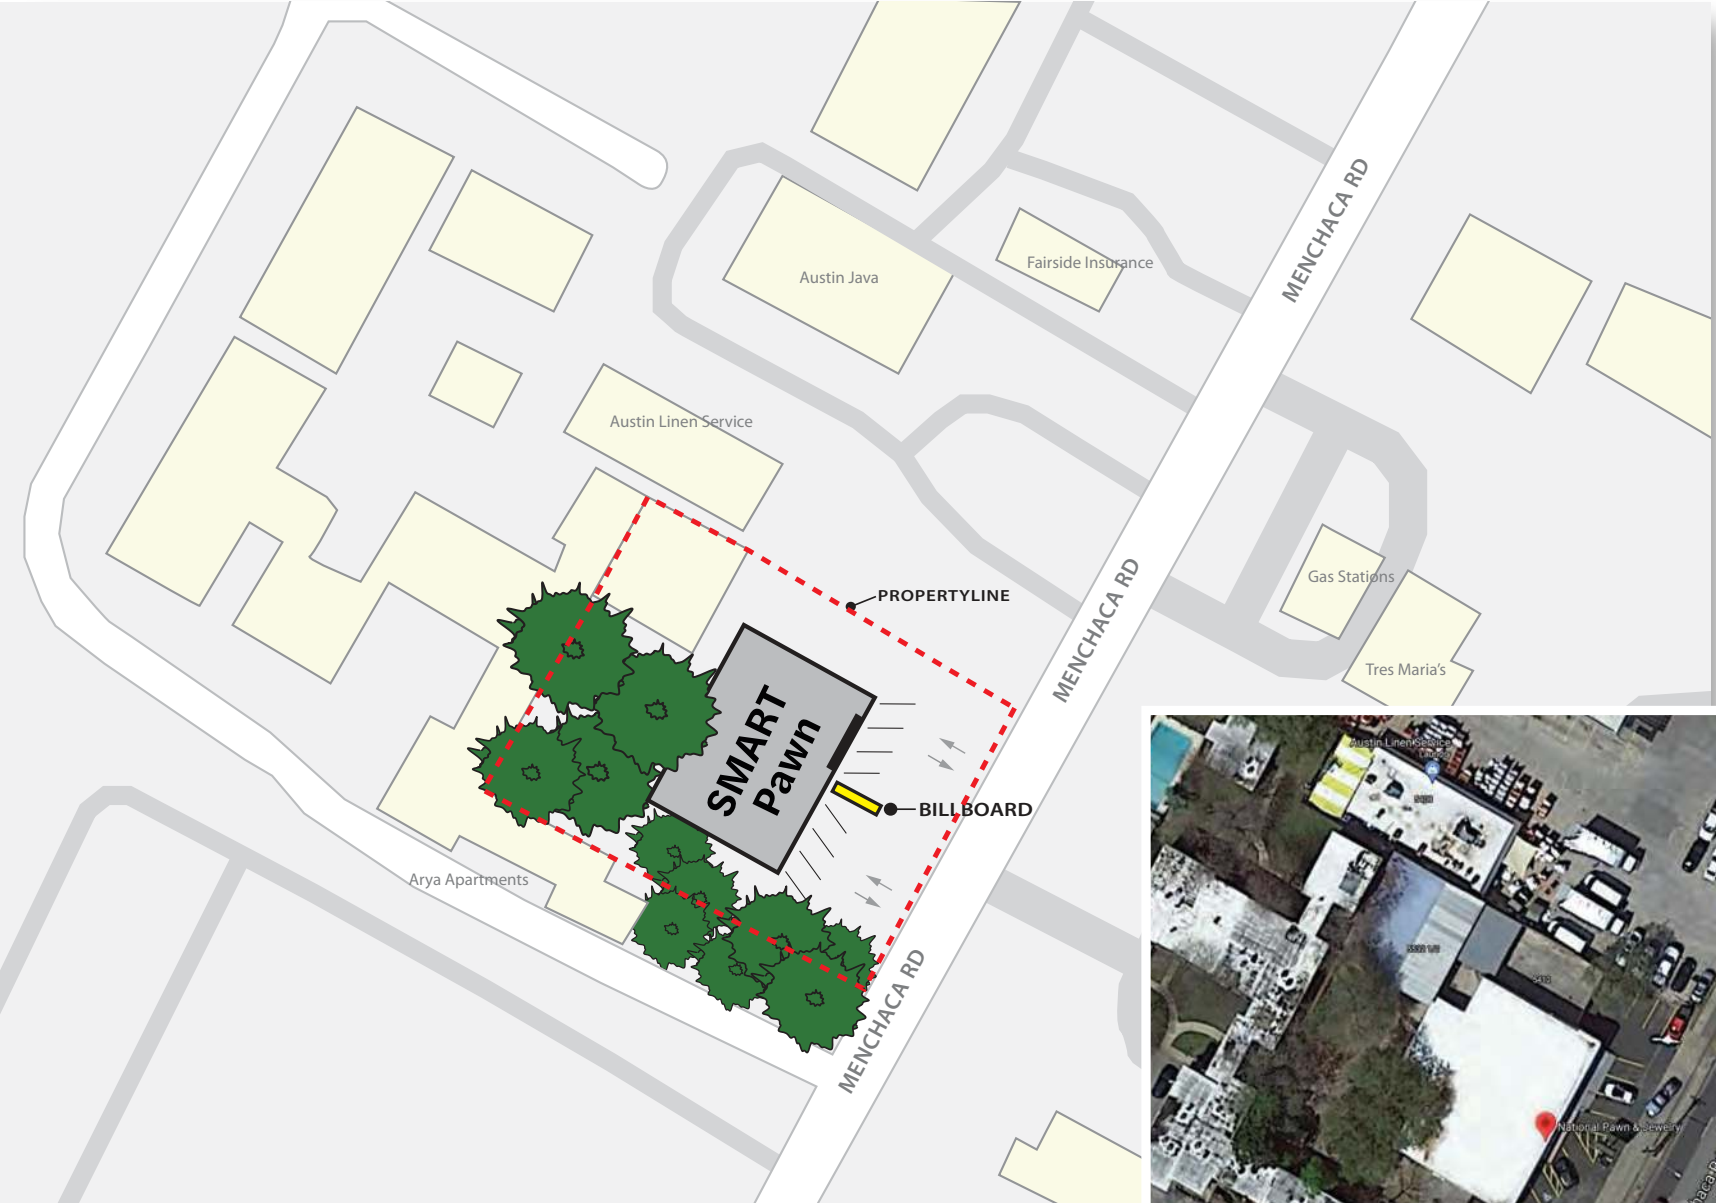 MENCHACA RD
Fairside Insurance
Austin Java
Austin Linen Service
Gas Stations
PROPERTYLINE
MENCHACA RD
Tres Maria's
SMART
Pawn
BILLBOARD
Arya Apartments
MENCHACA RD
Austin Linen Service
National Pawn & Jewelry